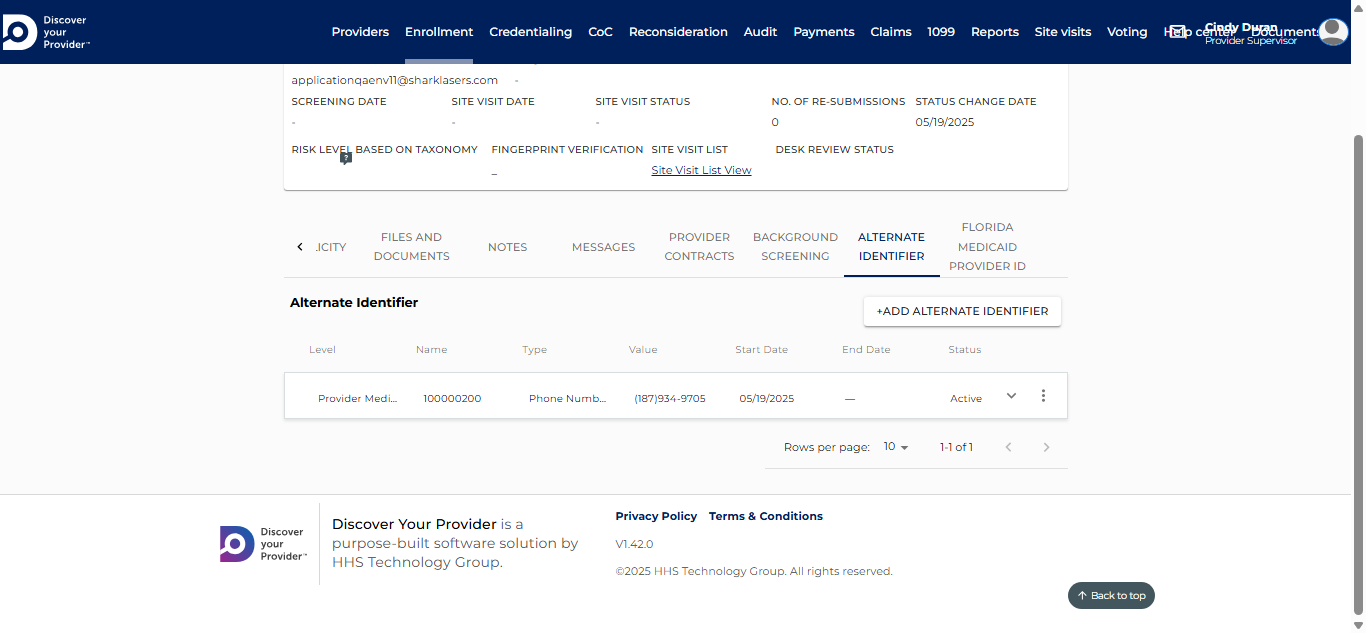 Discover
your
Provider™
Providers Enrollment Credentialing CoC Reconsideration Audit Payments Claims 1099 Reports Site visits Voting Help center Documents
Cindy Duran
Provider Supervisor
applicationqaenv11@sharklasers.com -
SCREENING DATE SITE VISIT DATE SITE VISIT STATUS NO. OF RE-SUBMISSIONS STATUS CHANGE DATE
- - - 0 05/19/2025
RISK LEVEL BASED ON TAXONOMY FINGERPRINT VERIFICATION SITE VISIT LIST DESK REVIEW STATUS
?
_ Site Visit List View
.ICITY
FILES AND
DOCUMENTS
NOTES
MESSAGES
PROVIDER
CONTRACTS
BACKGROUND
SCREENING
ALTERNATE
IDENTIFIER
FLORIDA
MEDICAID
PROVIDER ID
Alternate Identifier
+ADD ALTERNATE IDENTIFIER
Level Name Type Value Start Date End Date Status
Provider Medi... 100000200 Phone Numb... (187)934-9705 05/19/2025 — Active
Rows per page: 10 1-1 of 1
Discover
your
Provider™
Discover Your Provider is a
purpose-built software solution by
HHS Technology Group.
Privacy Policy Terms & Conditions
V1.42.0
©2025 HHS Technology Group. All rights reserved.
Back to top